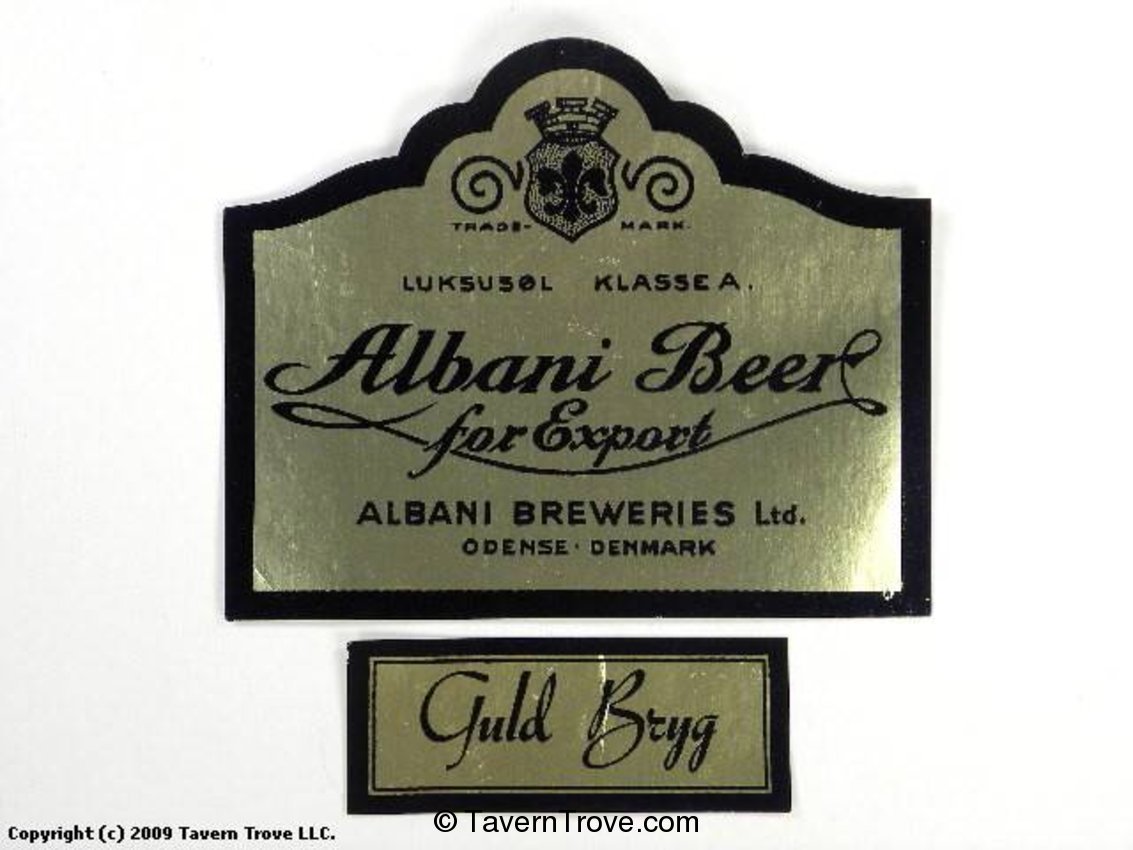 TRADE- MARK.
LUKSUSØL KLASSE A.
Albani Beer
for Export
ALBANI BREWERIES Ltd.
ODENSE · DENMARK
Guld Bryg
Copyright (c) 2009 Tavern Trove LLC.
© TavernTrove.com